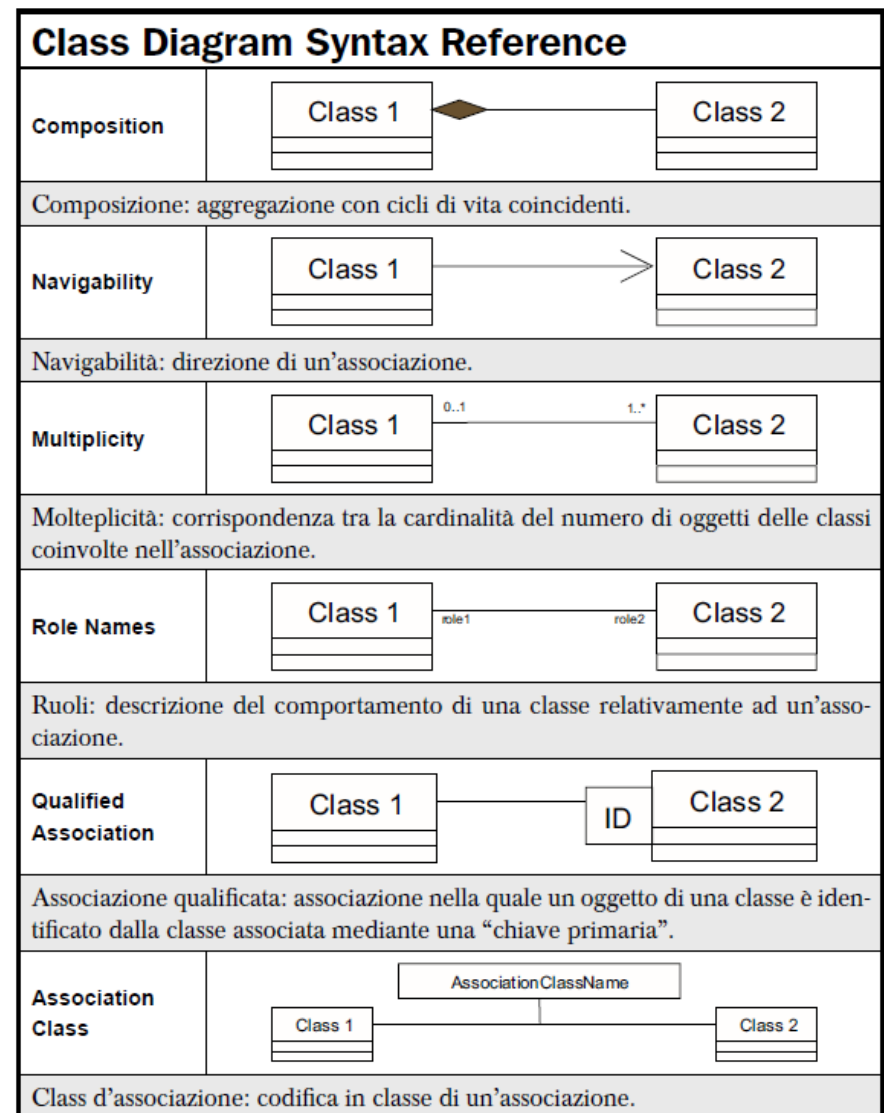 Class Diagram Syntax Reference
Composition
Class 1
Class 2
Composizione: aggregazione con cicli di vita coincidenti.
Navigability
Class 1
Class 2
Navigabilità: direzione di un'associazione.
Multiplicity
Class 1
0..1
1..*
Class 2
Molteplicità: corrispondenza tra la cardinalità del numero di oggetti delle classi
coinvolte nell'associazione.
Role Names
Class 1
role1
role2
Class 2
Ruoli: descrizione del comportamento di una classe relativamente ad un'asso-
ciazione.
Qualified
Association
Class 1
ID
Class 2
Associazione qualificata: associazione nella quale un oggetto di una classe è iden-
tificato dalla classe associata mediante una “chiave primaria”.
Association
Class
AssociationClassName
Class 1
Class 2
Class d'associazione: codifica in classe di un'associazione.